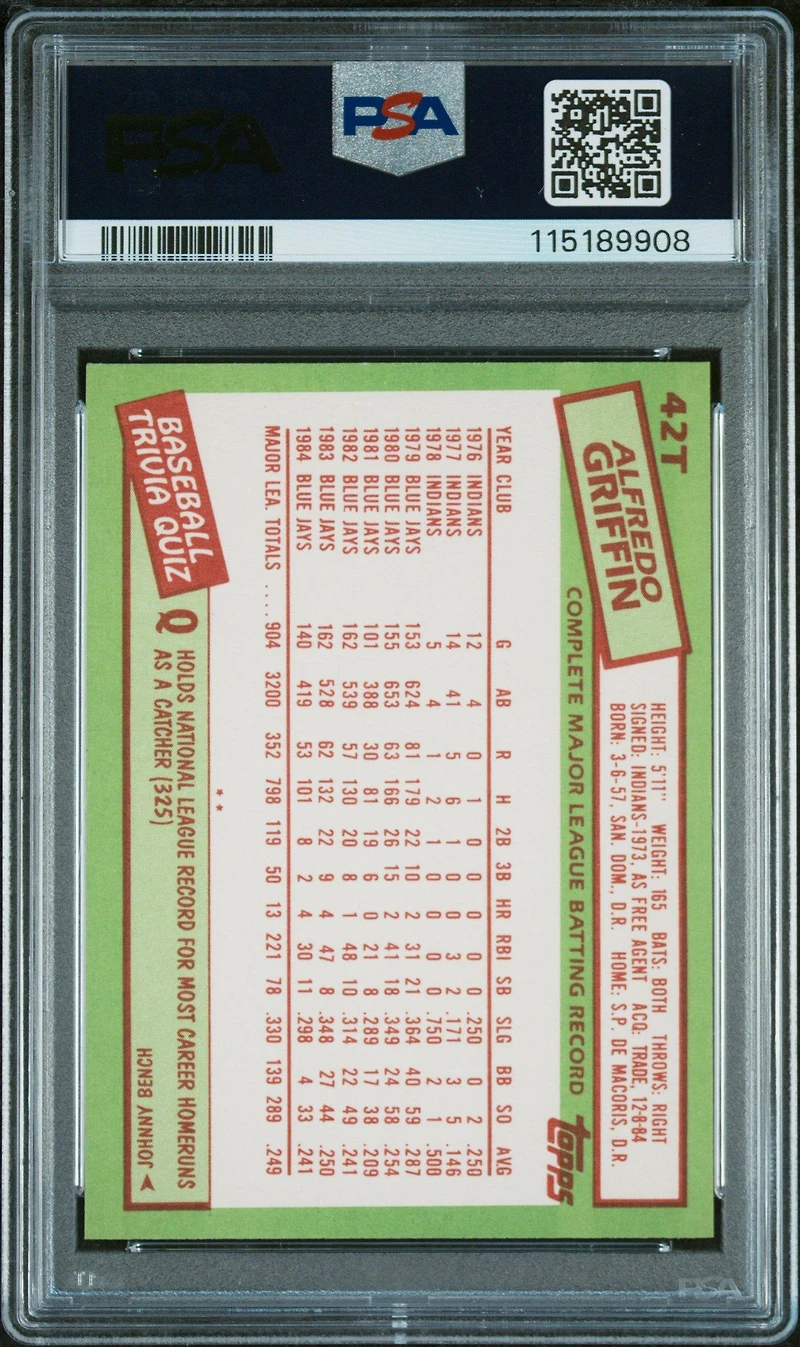 PSA
PSA
115189908
42T
ALFREDO
GRIFFIN
HEIGHT: 5'11" WEIGHT: 165 BATS: BOTH THROWS: RIGHT
SIGNED: INDIANS-1973, AS FREE AGENT ACQ: TRADE, 12-8-84
BORN: 3-6-57, SAN. DOM., D.R. HOME: S.P. DE MACORIS, D.R.
COMPLETE MAJOR LEAGUE BATTING RECORD
topps
YEAR CLUB G AB R H 2B 3B HR RBI SB SLG BB SO AVG
1976 INDIANS 12 4 0 1 0 0 0 0 0 .250 0 2 .250
1977 INDIANS 14 41 5 6 1 0 0 3 2 .171 3 5 .146
1978 INDIANS 5 4 1 2 1 0 0 0 0 .750 2 1 .500
1979 BLUE JAYS 153 624 81 179 22 10 2 31 21 .364 40 59 .287
1980 BLUE JAYS 155 653 63 166 26 15 2 41 18 .349 24 58 .254
1981 BLUE JAYS 101 388 30 81 19 6 0 21 8 .289 17 38 .209
1982 BLUE JAYS 162 539 57 130 20 8 1 48 10 .314 22 49 .241
1983 BLUE JAYS 162 528 62 132 22 9 4 47 8 .348 27 44 .250
1984 BLUE JAYS 140 419 53 101 8 2 4 30 11 .298 4 33 .241
MAJOR LEA. TOTALS .... 904 3200 352 798 119 50 13 221 78 .330 139 289 .249
* *
BASEBALL
TRIVIA QUIZ
Q HOLDS NATIONAL LEAGUE RECORD FOR MOST CAREER HOMERUNS
AS A CATCHER (325)
JOHNNY BENCH
PSA